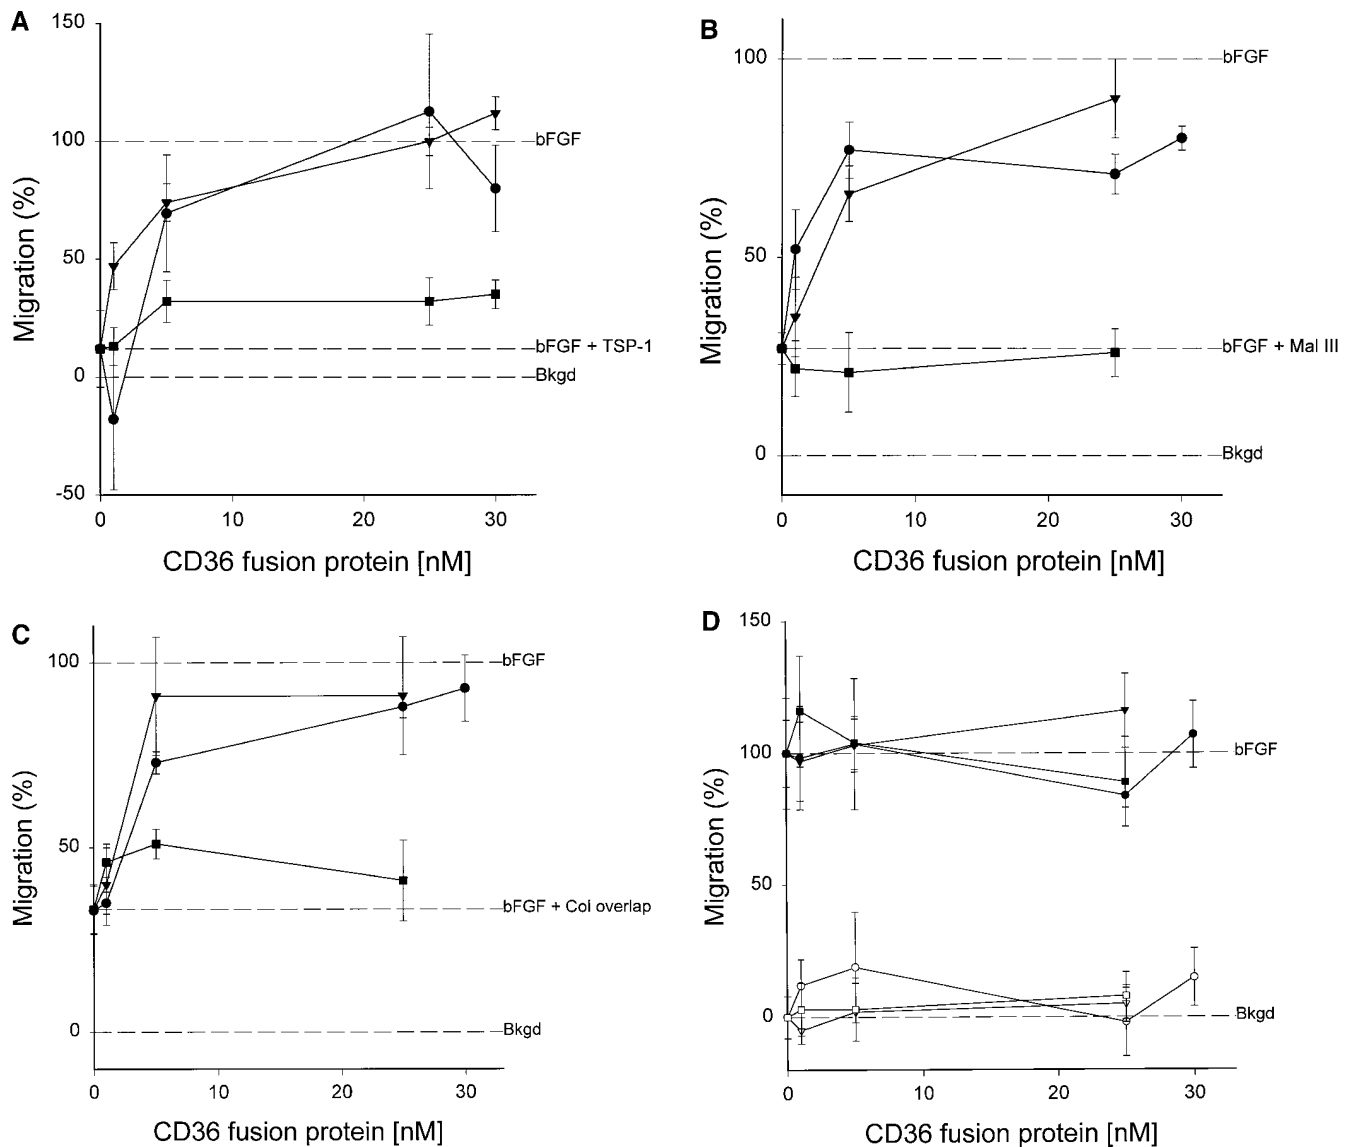 A
150
100
50
0
-50
Migration (%)
bFGF
bFGF + TSP-1
Bkgd
0 10 20 30
CD36 fusion protein [nM]
B
100
50
0
Migration (%)
bFGF
bFGF + Mal III
Bkgd
0 10 20 30
CD36 fusion protein [nM]
C
100
50
0
Migration (%)
bFGF
bFGF + Col overlap
Bkgd
0 10 20 30
CD36 fusion protein [nM]
D
150
100
50
0
Migration (%)
bFGF
Bkgd
0 10 20 30
CD36 fusion protein [nM]